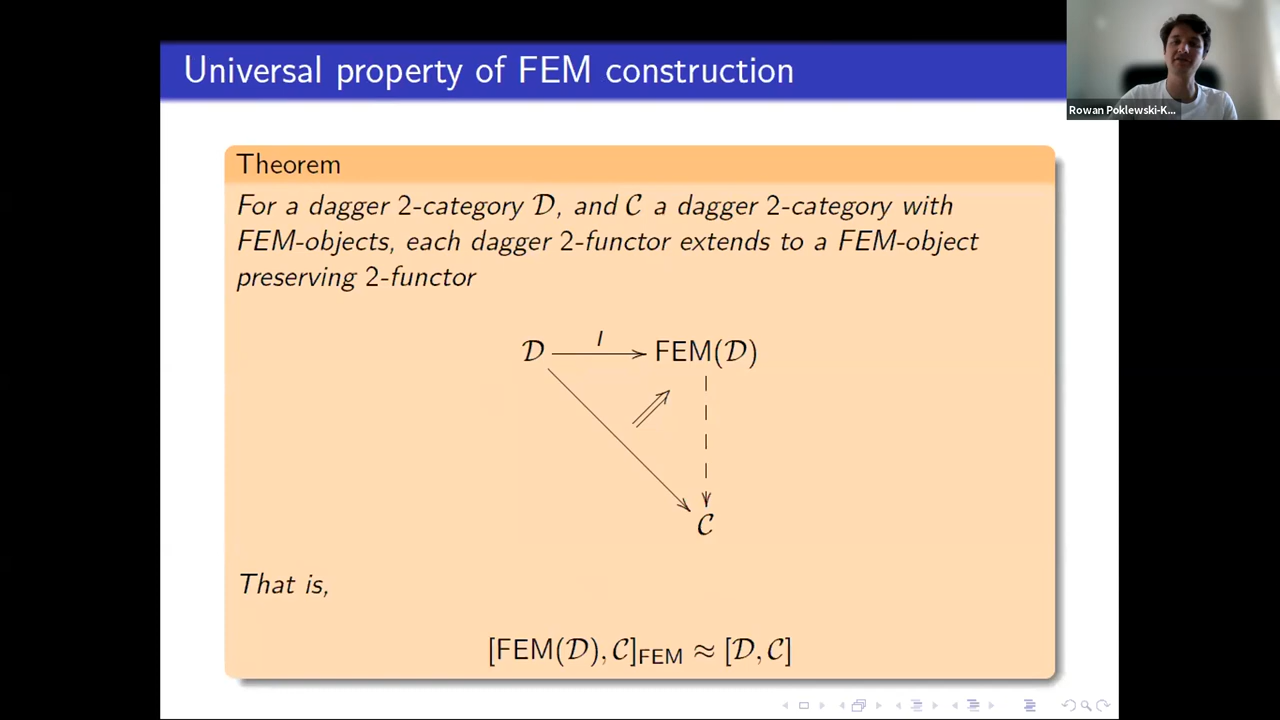 Universal property of FEM construction
Rowan Poklewski-K...
Theorem
For a dagger 2-category 𝒟, and 𝒞 a dagger 2-category with
FEM-objects, each dagger 2-functor extends to a FEM-object
preserving 2-functor
I
𝒟 FEM(𝒟)
𝒞
That is,
[FEM(𝒟), 𝒞]FEM ≈ [𝒟, 𝒞]